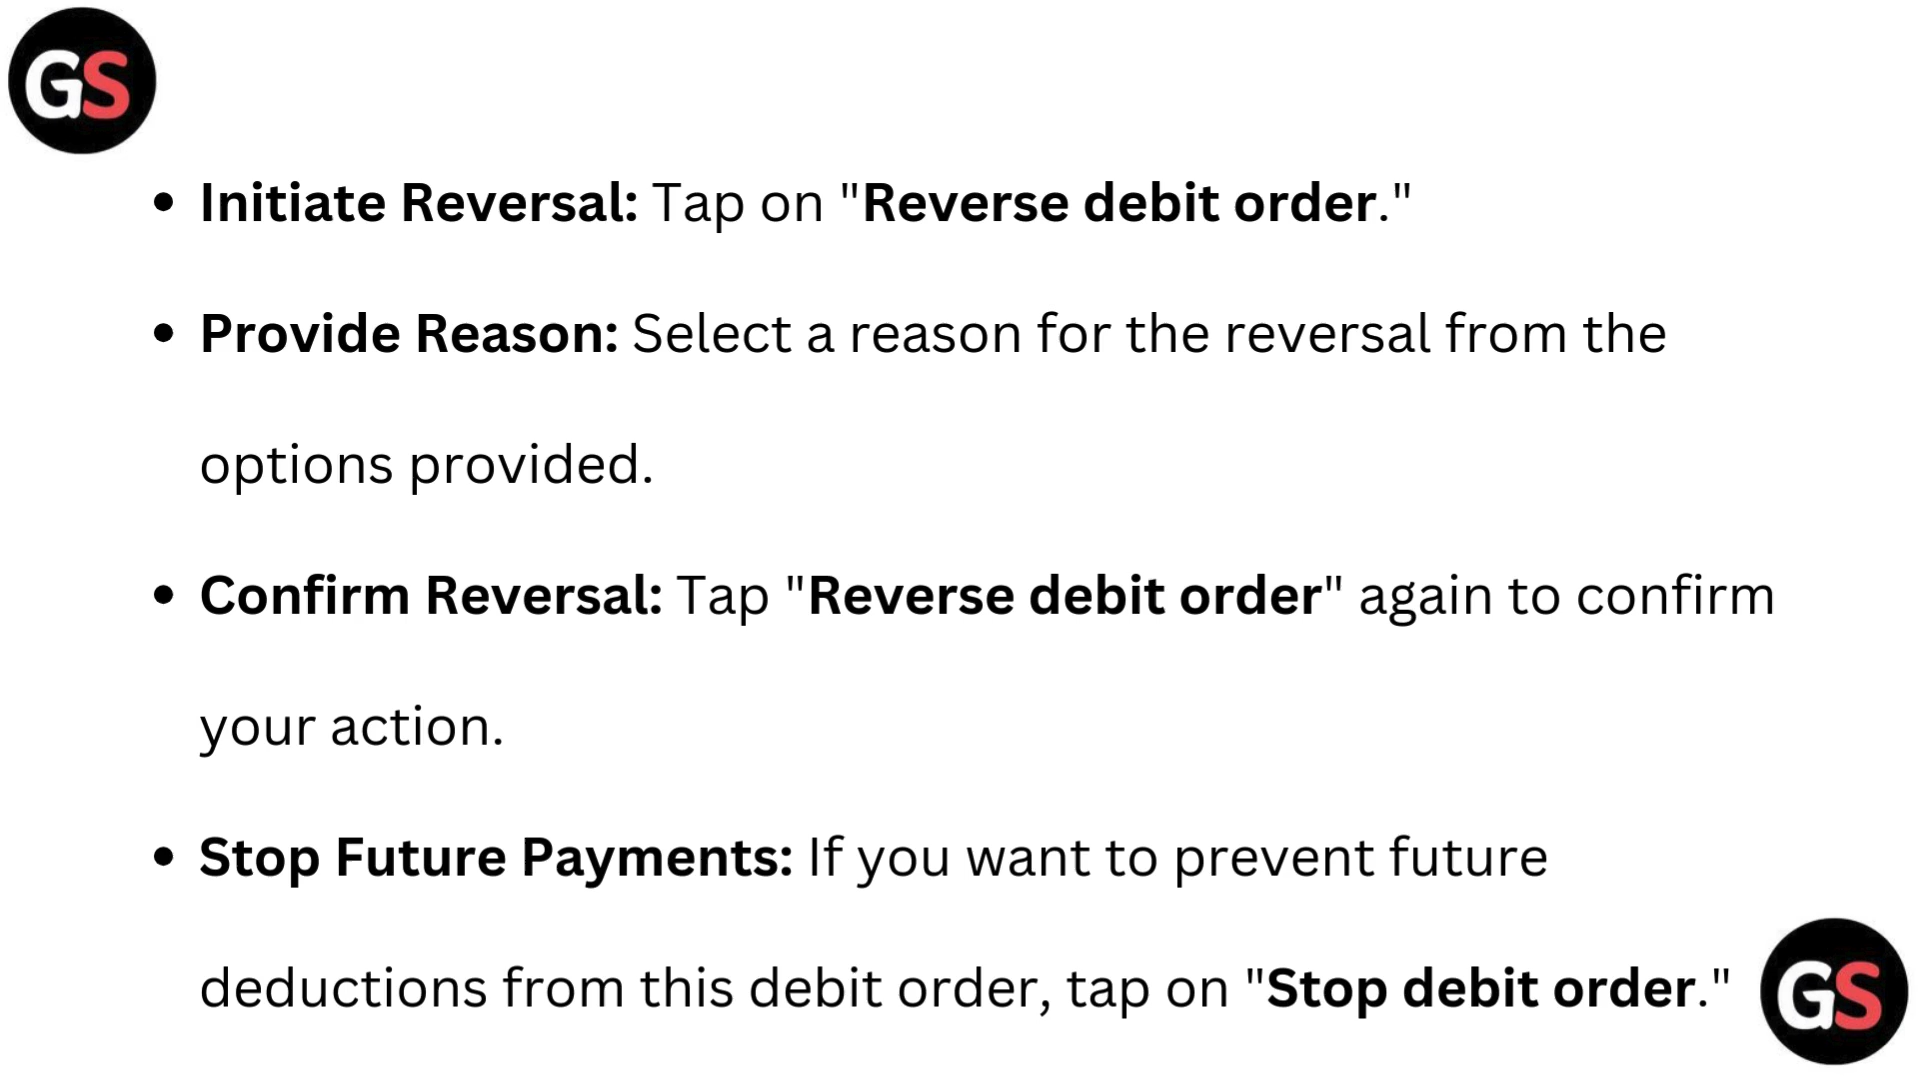 GS
• Initiate Reversal: Tap on "Reverse debit order."
• Provide Reason: Select a reason for the reversal from the
options provided.
• Confirm Reversal: Tap "Reverse debit order" again to confirm
your action.
• Stop Future Payments: If you want to prevent future
deductions from this debit order, tap on "Stop debit order."
GS